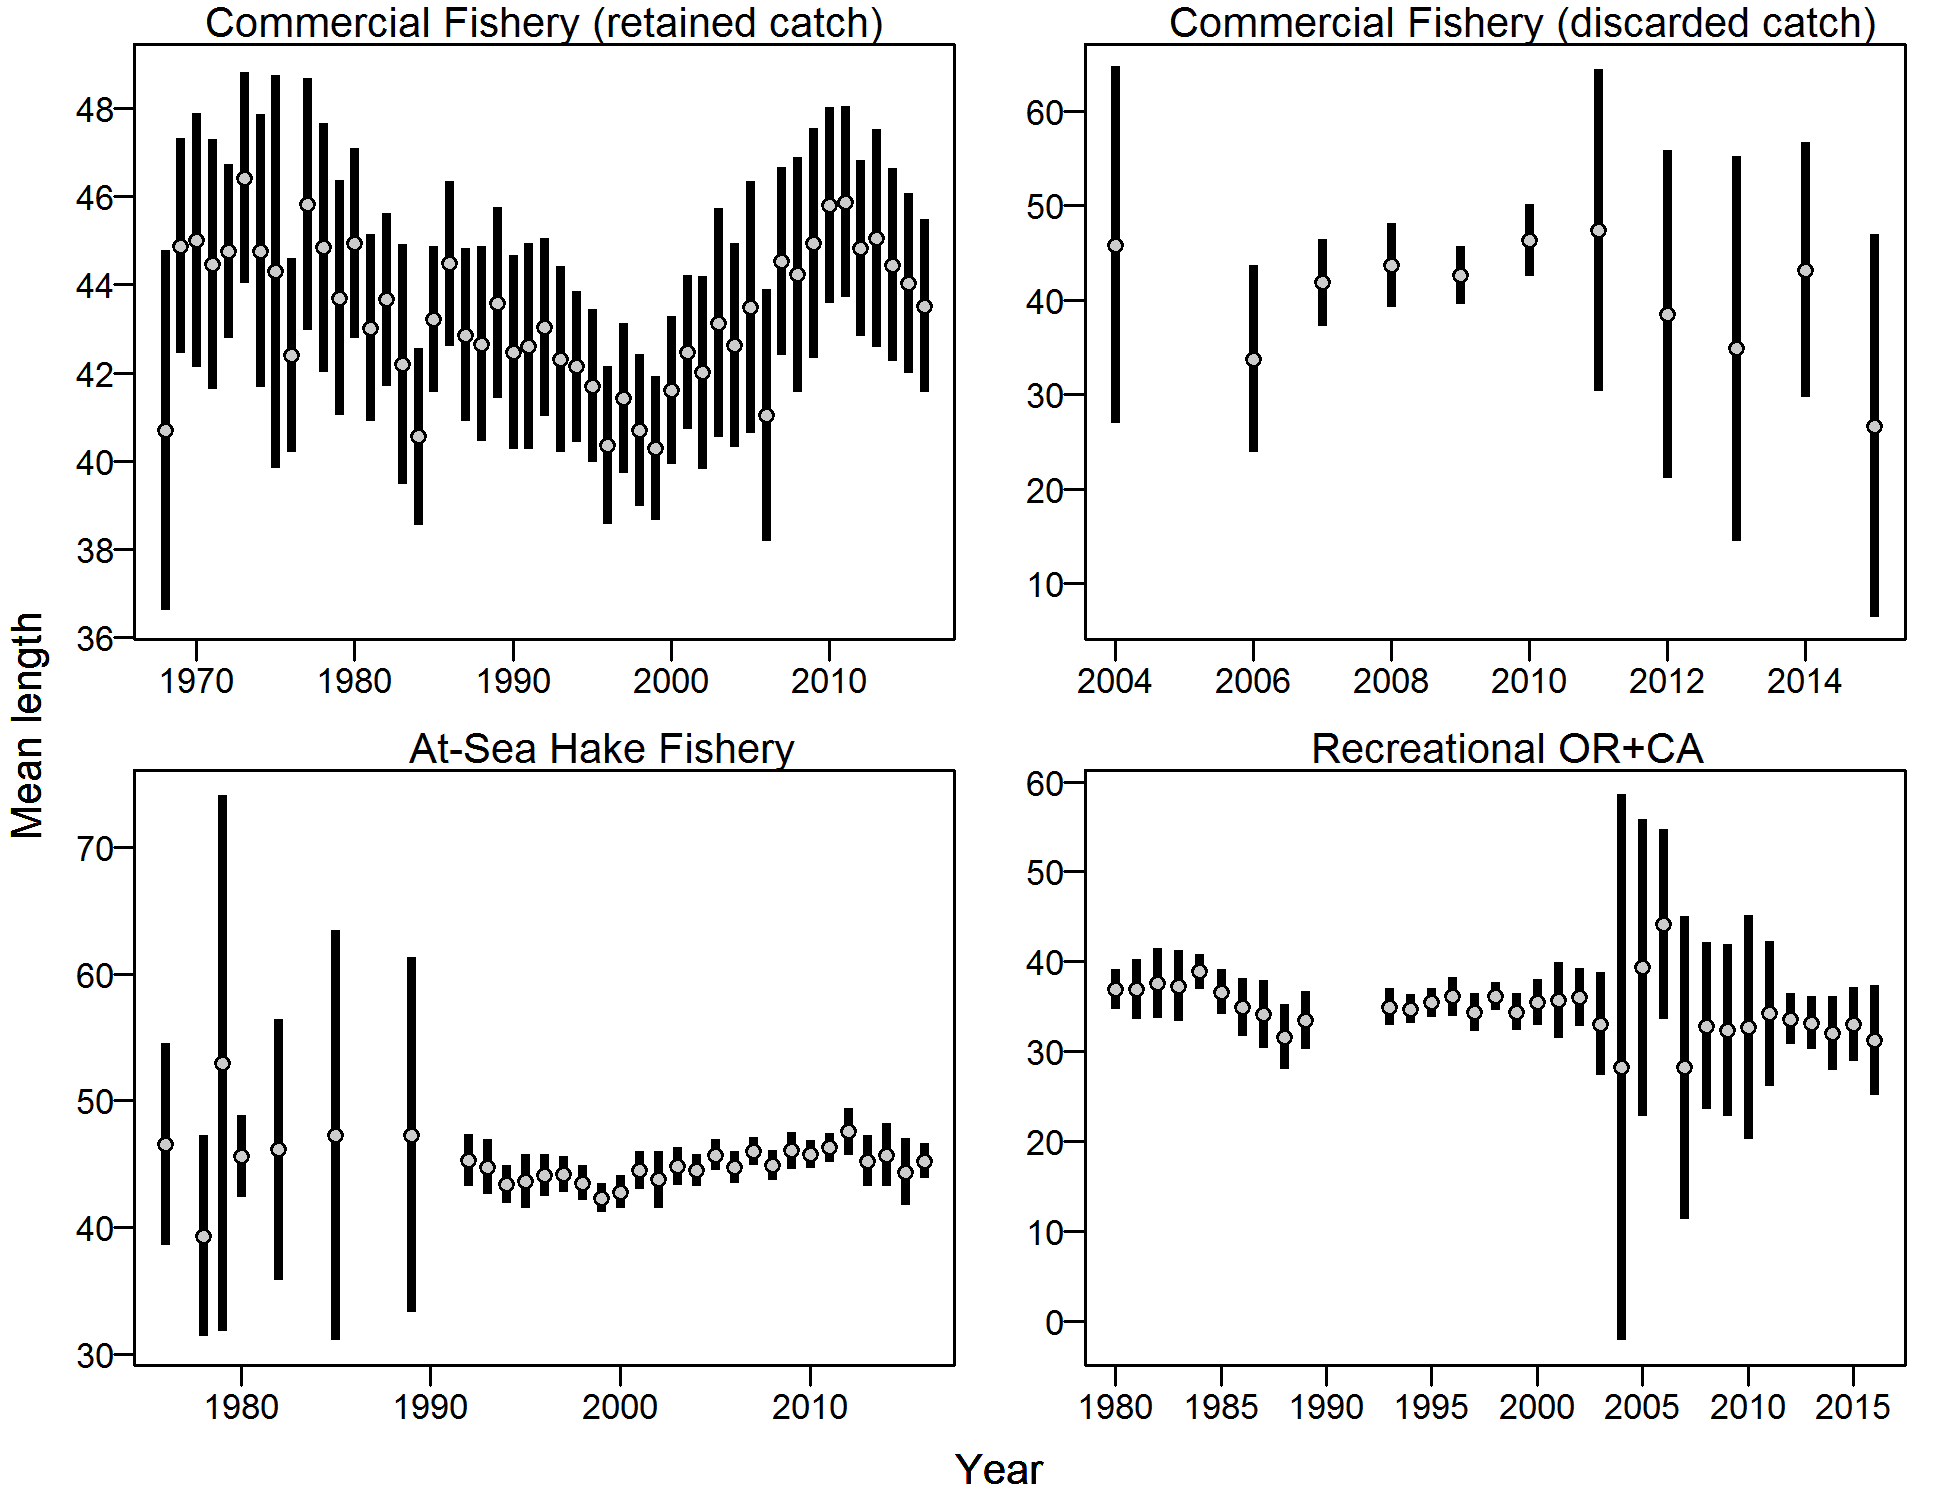 Commercial Fishery (retained catch)
48
46
44
42
40
38
36
1970 1980 1990 2000 2010
Commercial Fishery (discarded catch)
60
50
40
30
20
10
2004 2006 2008 2010 2012 2014
At-Sea Hake Fishery
70
60
50
40
30
1980 1990 2000 2010
Recreational OR+CA
60
50
40
30
20
10
0
1980 1985 1990 1995 2000 2005 2010 2015
Mean length
Year